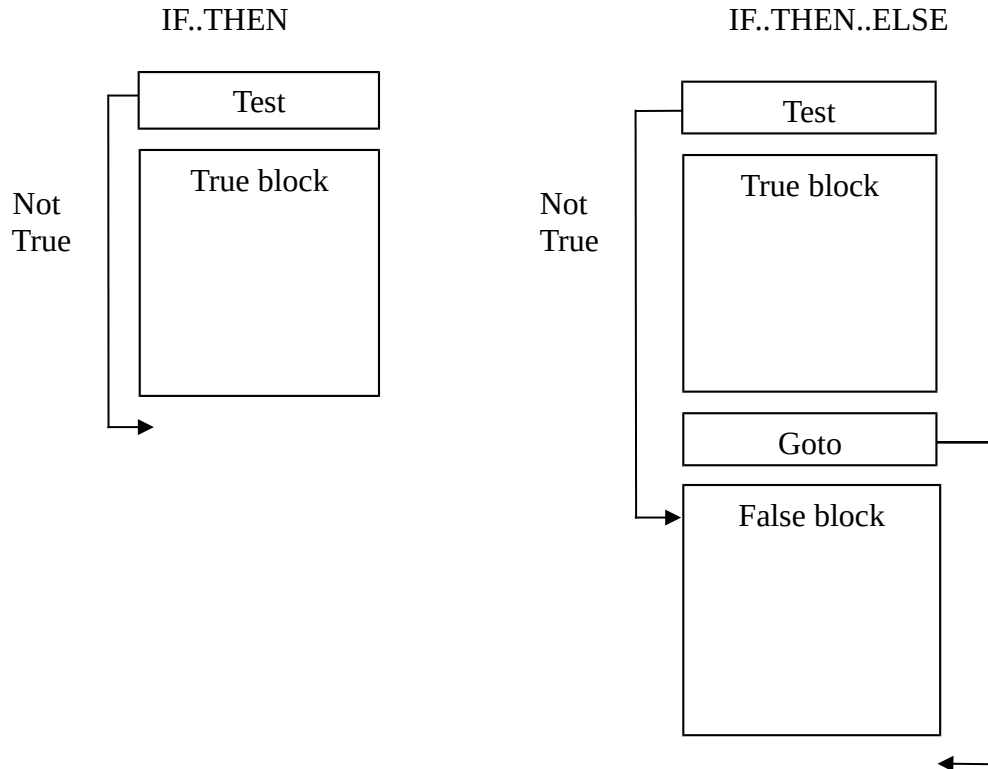 IF..THEN
Test
True block
Not
True
IF..THEN..ELSE
Test
True block
Not
True
Goto
False block